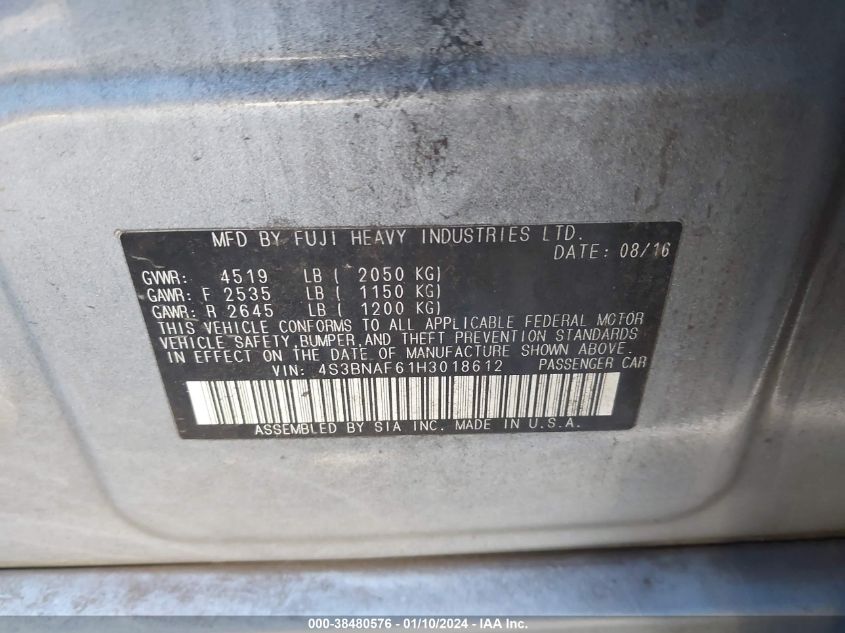 MFD BY FUJI HEAVY INDUSTRIES LTD.
DATE: 08/16
GVWR: 4519 LB ( 2050 KG)
GAWR: F 2535 LB ( 1150 KG)
GAWR: R 2645 LB ( 1200 KG)
THIS VEHICLE CONFORMS TO ALL APPLICABLE FEDERAL MOTOR
VEHICLE SAFETY, BUMPER, AND THEFT PREVENTION STANDARDS
IN EFFECT ON THE DATE OF MANUFACTURE SHOWN ABOVE.
VIN: 4S3BNAF61H3018612 PASSENGER CAR
ASSEMBLED BY SIA INC. MADE IN U.S.A.
000-38480576 - 01/10/2024 - IAA, Inc.